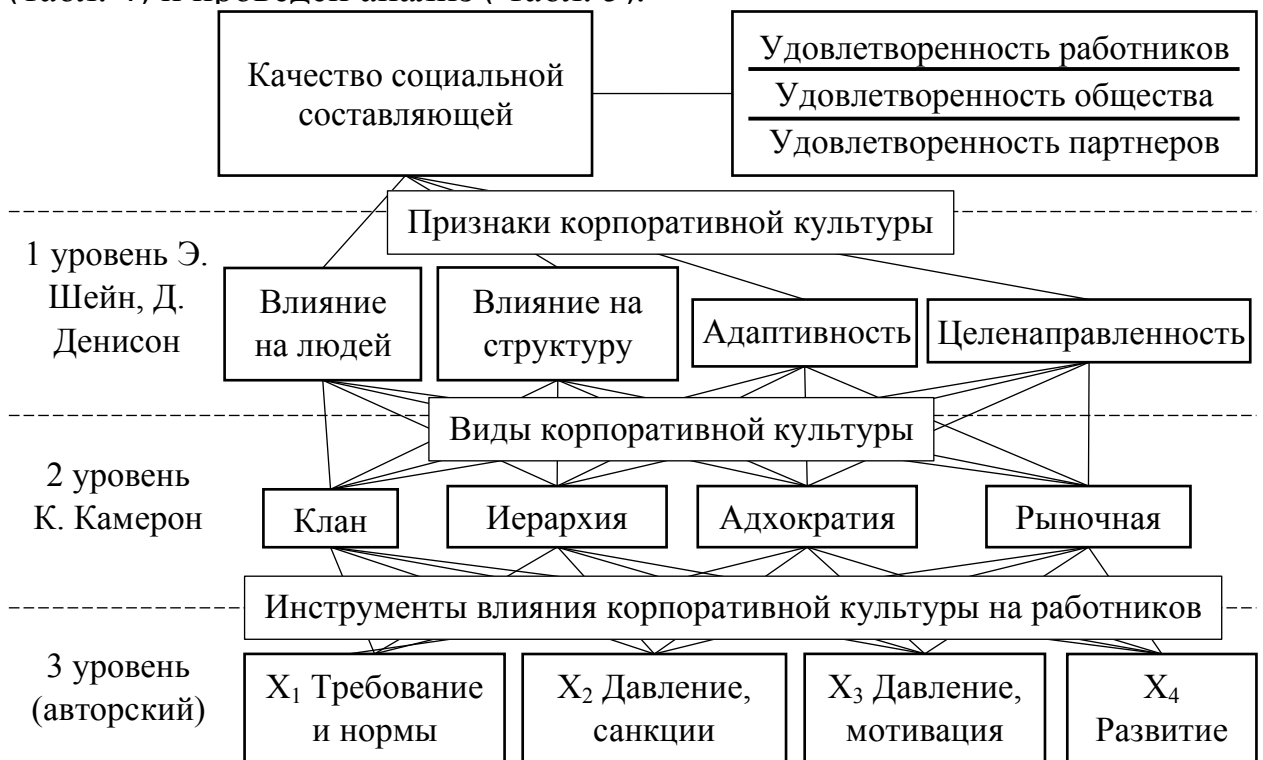 (табл. 4) и проведен анализ ( табл. 5).
Качество социальной
составляющей
Удовлетворенность работников
Удовлетворенность общества
Удовлетворенность партнеров
Признаки корпоративной культуры
1 уровень Э.
Шейн, Д.
Денисон
Влияние
на людей
Влияние на
структуру
Адаптивность
Целенаправленность
Виды корпоративной культуры
2 уровень
К. Камерон
Клан
Иерархия
Адхократия
Рыночная
Инструменты влияния корпоративной культуры на работников
3 уровень
(авторский)
X₁ Требование
и нормы
X₂ Давление,
санкции
X₃ Давление,
мотивация
X₄
Развитие